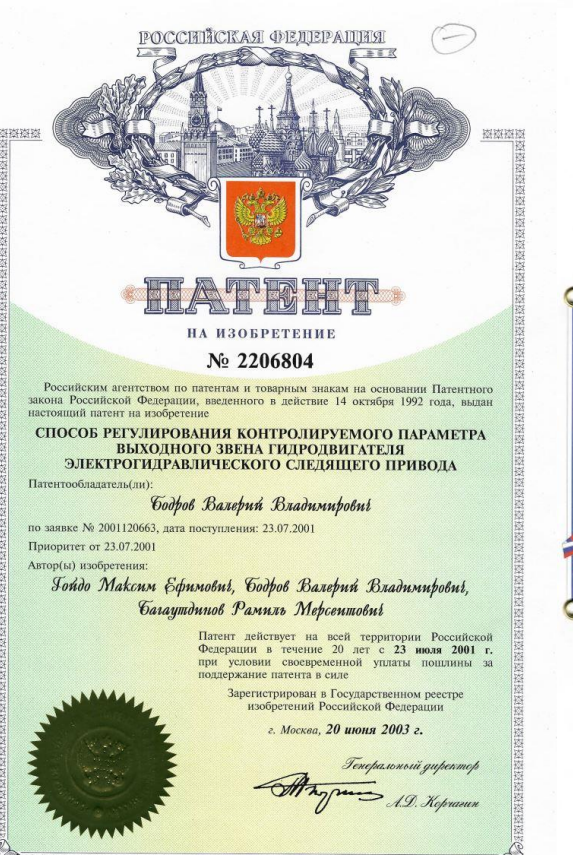 РОССИЙСКАЯ ФЕДЕРАЦИЯ
ПАТЕНТ
НА ИЗОБРЕТЕНИЕ
№ 2206804
Российским агентством по патентам и товарным знакам на основании Патентного
закона Российской Федерации, введенного в действие 14 октября 1992 года, выдан
настоящий патент на изобретение
СПОСОБ РЕГУЛИРОВАНИЯ КОНТРОЛИРУЕМОГО ПАРАМЕТРА
ВЫХОДНОГО ЗВЕНА ГИДРОДВИГАТЕЛЯ
ЭЛЕКТРОГИДРАВЛИЧЕСКОГО СЛЕДЯЩЕГО ПРИВОДА
Патентообладатель(ли):
Бодров Валерий Владимирович
по заявке № 2001120663, дата поступления: 23.07.2001
Приоритет от 23.07.2001
Автор(ы) изобретения:
Гойдо Максим Ефимович, Бодров Валерий Владимирович,
Багаутдинов Рамиль Мерсеитович
Патент действует на всей территории Российской
Федерации в течение 20 лет с 23 июля 2001 г.
при условии своевременной уплаты пошлины за
поддержание патента в силе
Зарегистрирован в Государственном реестре
изобретений Российской Федерации
г. Москва, 20 июня 2003 г.
Генеральный директор
А.Д. Корчагин